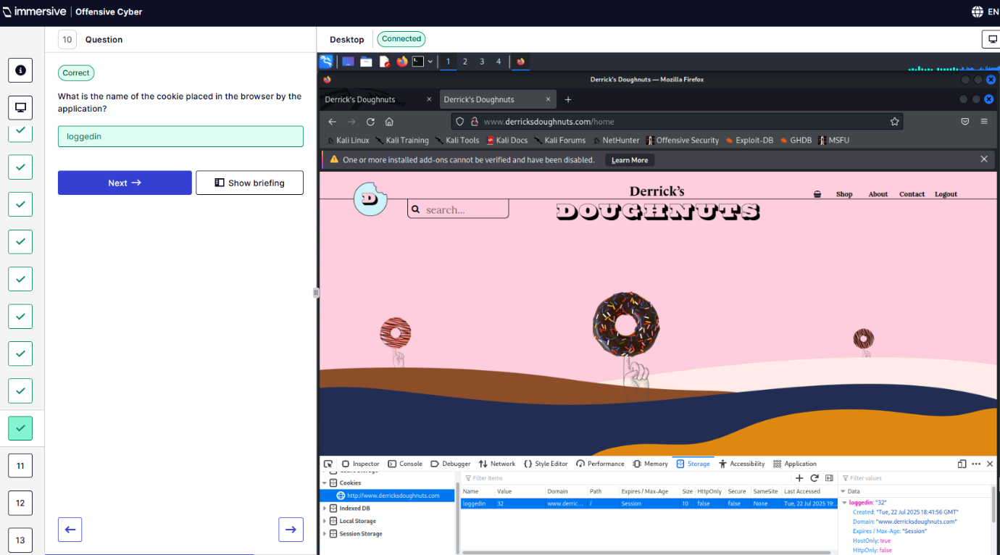 immersive | Offensive Cyber
EN
10 Question
Desktop Connected
Correct
What is the name of the cookie placed in the browser by the
application?
loggedin
Next →
Show briefing
11
12
13
1 2 3 4
Derrick's Doughnuts — Mozilla Firefox
Derrick's Doughnuts × Derrick's Doughnuts × +
www.derricksdoughnuts.com/home
Kali Linux Kali Training Kali Tools Kali Docs Kali Forums NetHunter Offensive Security Exploit-DB GHDB MSFU
One or more installed add-ons cannot be verified and have been disabled. Learn More
D
search...
Derrick's
DOUGHNUTS
Shop About Contact Logout
Inspector Console Debugger Network Style Editor Performance Memory Storage Accessibility Application
Cookies
http://www.derricksdoughnuts.com
Indexed DB
Local Storage
Session Storage
Filter Items
Name Value Domain Path Expires / Max-Age Size HttpOnly Secure SameSite Last Accessed
loggedin 32 www.derric... / Session 10 false false None Tue, 22 Jul 2025 19:...
Filter values
Data
loggedin: "32"
Created: "Tue, 22 Jul 2025 18:41:56 GMT"
Domain: "www.derricksdoughnuts.com"
Expires / Max-Age: "Session"
HostOnly: true
HttpOnly: false